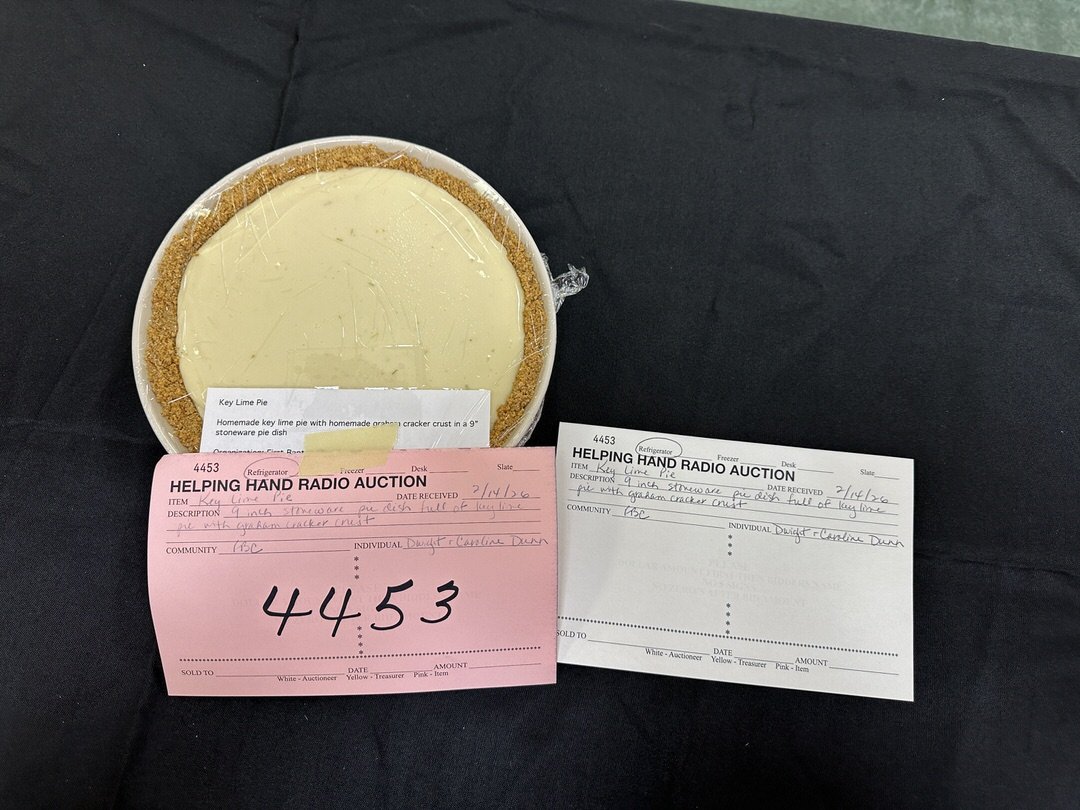 Key Lime Pie
Homemade key lime pie with homemade graham cracker crust in a 9"
stoneware pie dish
Organization: First
4453
Refrigerator Freezer Desk Slate
HELPING HAND RADIO AUCTION
ITEM Key Lime Pie DATE RECEIVED 2/14/26
DESCRIPTION 9 inch stoneware pie dish full of key lime
pie with graham cracker crust
COMMUNITY FBC INDIVIDUAL Dwight + Caroline Dunn
4453
SOLD TO DATE AMOUNT
White - Auctioneer Yellow - Treasurer Pink - Item
4453
Refrigerator Freezer Desk Slate
HELPING HAND RADIO AUCTION
ITEM Key Lime Pie DATE RECEIVED 2/14/26
DESCRIPTION 9 inch stoneware pie dish full of key lime
pie with graham cracker crust
COMMUNITY FBC INDIVIDUAL Dwight + Caroline Dunn
SOLD TO DATE AMOUNT
White - Auctioneer Yellow - Treasurer Pink - Item